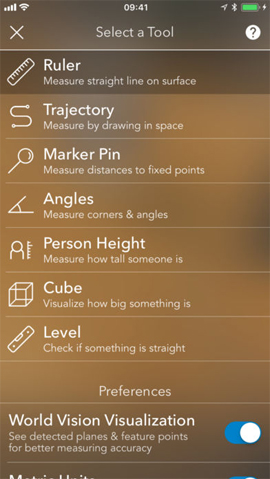 09:41
Select a Tool
?
Ruler
Measure straight line on surface
Trajectory
Measure by drawing in space
Marker Pin
Measure distances to fixed points
Angles
Measure corners & angles
Person Height
Measure how tall someone is
Cube
Visualize how big something is
Level
Check if something is straight
Preferences
World Vision Visualization
See detected planes & feature points
for better measuring accuracy
Metric Units